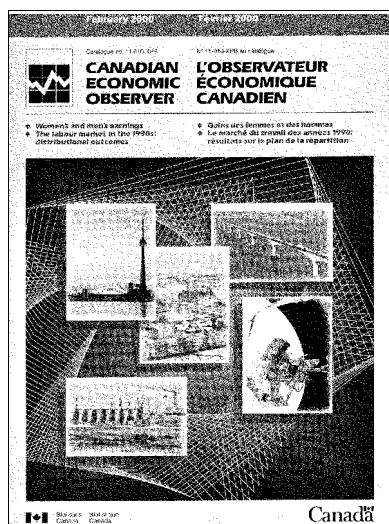 February 2000
Février 2000
Catalogue no. 11-010-XPB
N° 11-010-XPB au catalogue
CANADIAN
ECONOMIC
OBSERVER
L'OBSERVATEUR
ÉCONOMIQUE
CANADIEN
Women's and men's earnings
The labour market in the 1990s:
distributional outcomes
Gains des femmes et des hommes
Le marché du travail des années 1990:
résultats sur le plan de la répartition
Statistics
Canada
Statistique
Canada
Canada